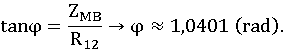 tanφ = Z_MB / R_12 → φ ≈ 1,0401 (rad).